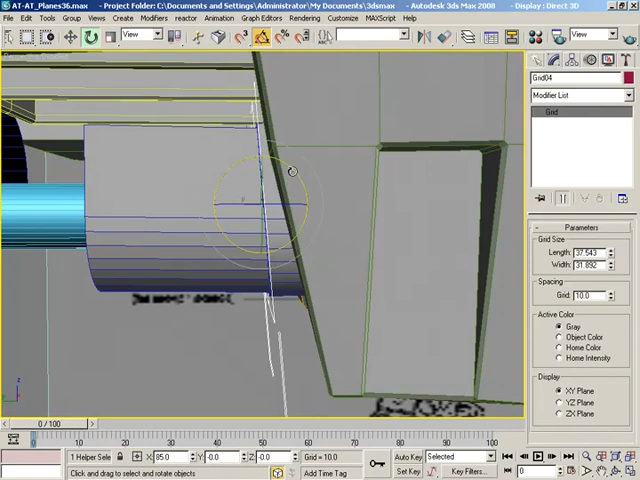 AT-AT_Planes36.max - Project Folder: C:\Documents and Settings\Administrator\My Documents\3dsmax - Autodesk 3ds Max 2008 - Display : Direct 3D
File Edit Tools Group Views Create Modifiers reactor Animation Graph Editors Rendering Customize MAXScript Help
View View
Grid04
Modifier List
Grid
Parameters
Grid Size
Length: 37.543
Width: 31.892
Spacing
Grid: 10.0
Active Color
Gray
Object Color
Home Color
Home Intensity
Display
XY Plane
YZ Plane
ZX Plane
0 / 100
0 10 20 30 40 50 60 70 80 90 100
1 Helper Sele X: 85.0 Y: -0.0 Z: -0.0 Grid = 10.0 Auto Key Selected
Click and drag to select and rotate objects Add Time Tag Set Key Key Filters... 0